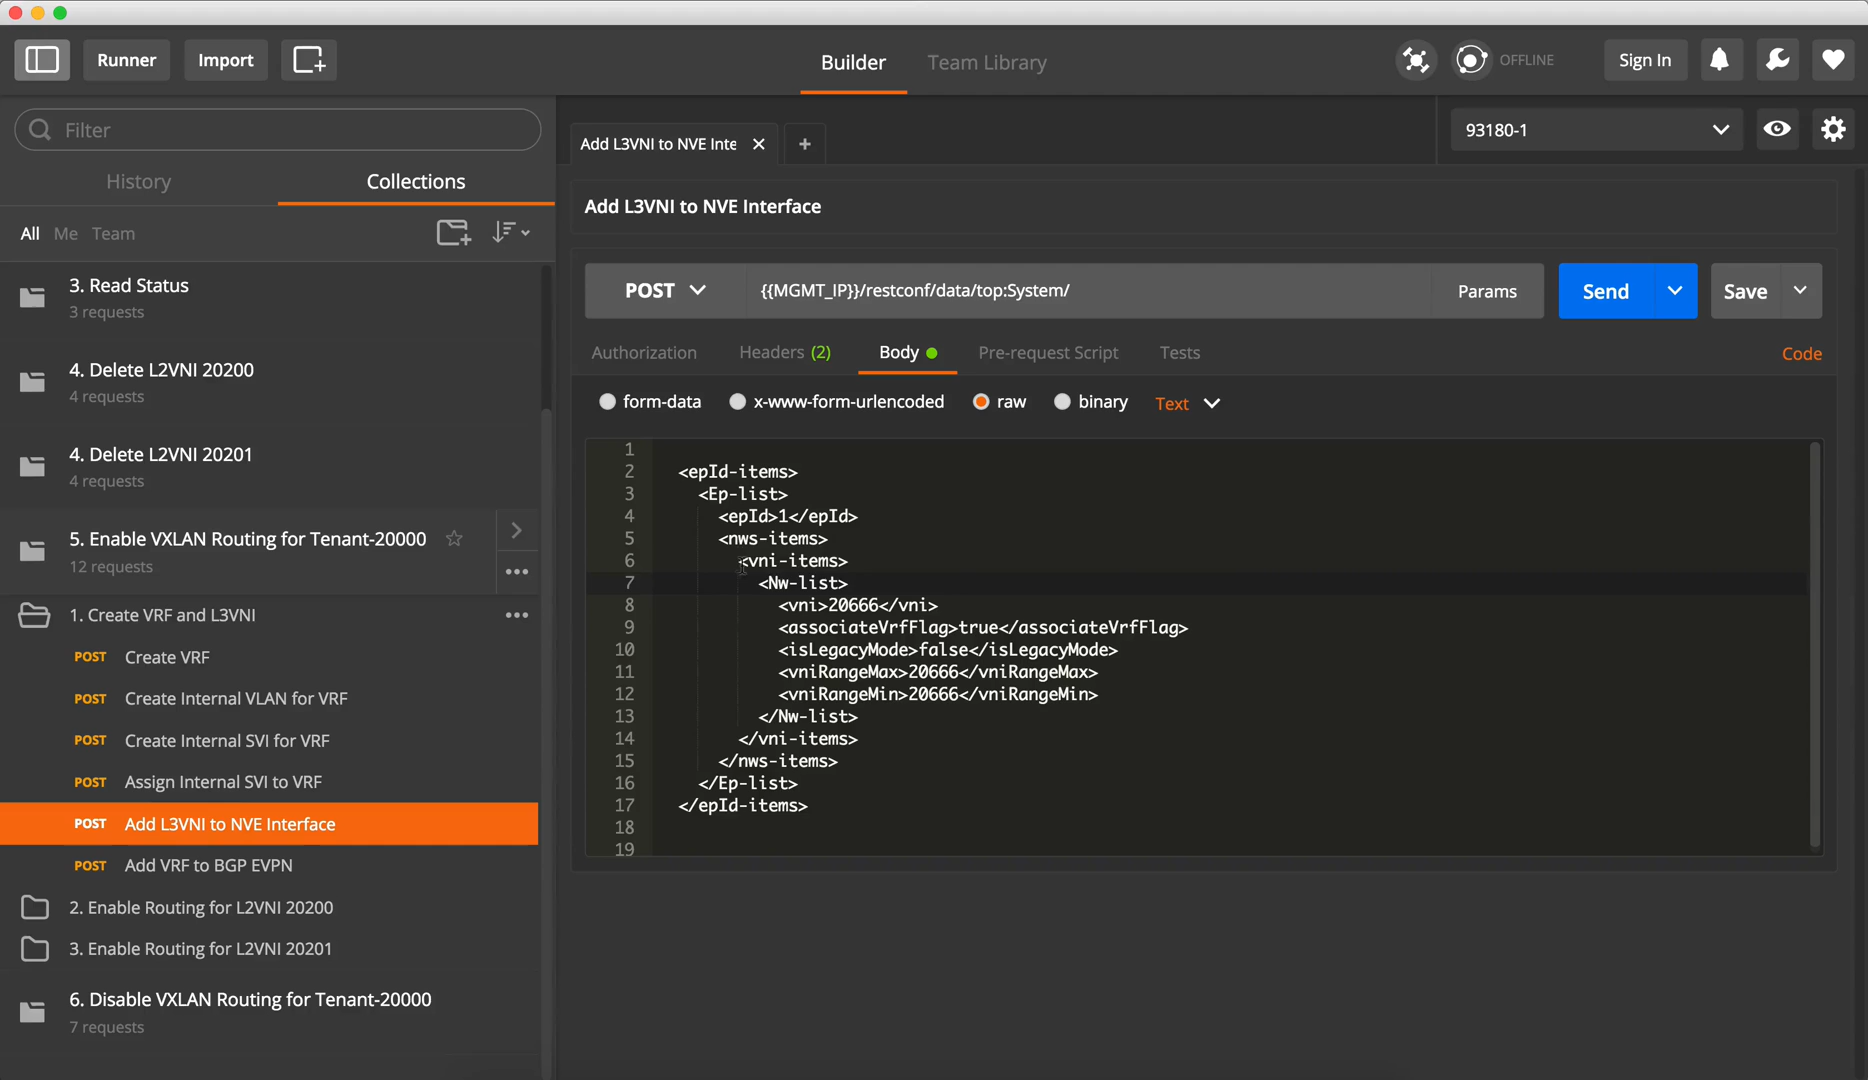 Runner
Import
Builder
Team Library
OFFLINE
Sign In
Filter
History
Collections
All
Me
Team
3. Read Status
3 requests
4. Delete L2VNI 20200
4 requests
4. Delete L2VNI 20201
4 requests
5. Enable VXLAN Routing for Tenant-20000
12 requests
1. Create VRF and L3VNI
POST Create VRF
POST Create Internal VLAN for VRF
POST Create Internal SVI for VRF
POST Assign Internal SVI to VRF
POST Add L3VNI to NVE Interface
POST Add VRF to BGP EVPN
2. Enable Routing for L2VNI 20200
3. Enable Routing for L2VNI 20201
6. Disable VXLAN Routing for Tenant-20000
7 requests
Add L3VNI to NVE Inte
93180-1
Add L3VNI to NVE Interface
POST
{{MGMT_IP}}/restconf/data/top:System/
Params
Send
Save
Authorization
Headers (2)
Body
Pre-request Script
Tests
Code
form-data
x-www-form-urlencoded
raw
binary
Text
1
2 <epId-items>
3 <Ep-list>
4 <epId>1</epId>
5 <nws-items>
6 <vni-items>
7 <Nw-list>
8 <vni>20666</vni>
9 <associateVrfFlag>true</associateVrfFlag>
10 <isLegacyMode>false</isLegacyMode>
11 <vniRangeMax>20666</vniRangeMax>
12 <vniRangeMin>20666</vniRangeMin>
13 </Nw-list>
14 </vni-items>
15 </nws-items>
16 </Ep-list>
17 </epId-items>
18
19